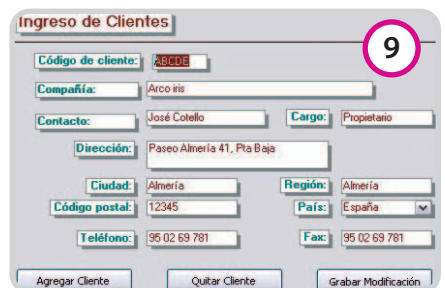 Ingreso de Clientes
9
Código de cliente: ABCDE
Compañía: Arco iris
Contacto: José Cotello Cargo: Propietario
Dirección: Paseo Almería 41, Pta Baja
Ciudad: Almería Región: Almería
Código postal: 12345 País: España
Teléfono: 95 02 69 781 Fax: 95 02 69 781
Agregar Cliente Quitar Cliente Grabar Modificación